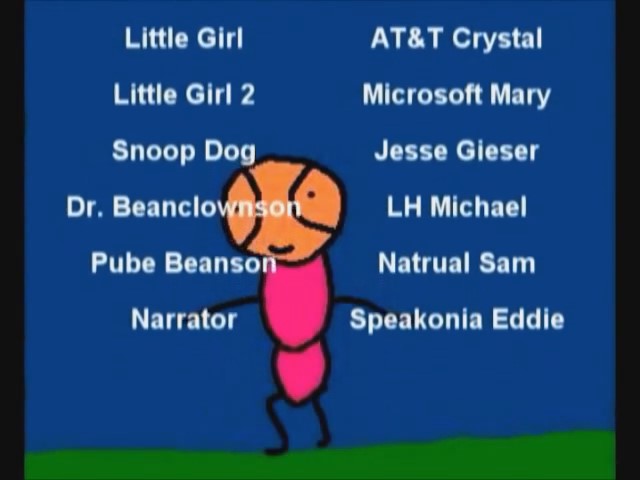 Little Girl AT&T Crystal
Little Girl 2 Microsoft Mary
Snoop Dog Jesse Gieser
Dr. Beanclownson LH Michael
Pube Beanson Natrual Sam
Narrator Speakonia Eddie